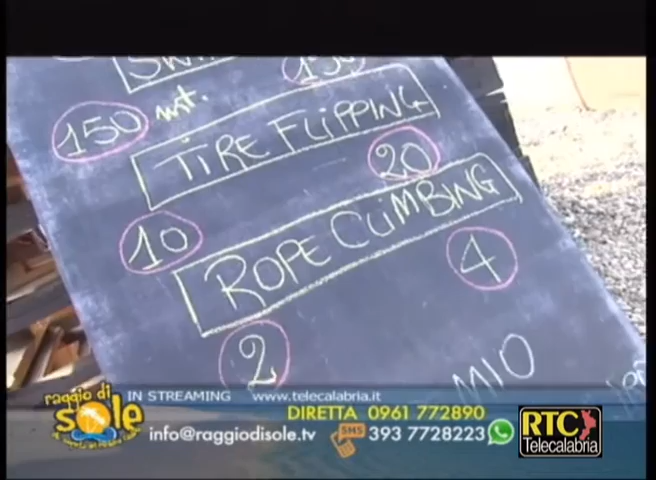 150
150 mt.
TIRE FLIPPING
20
10
ROPE CLIMBING
4
2
MIO
raggio di
sole
IN STREAMING www.telecalabria.it
DIRETTA 0961 772890
info@raggiodisole.tv SMS 393 7728223
RTC
Telecalabria